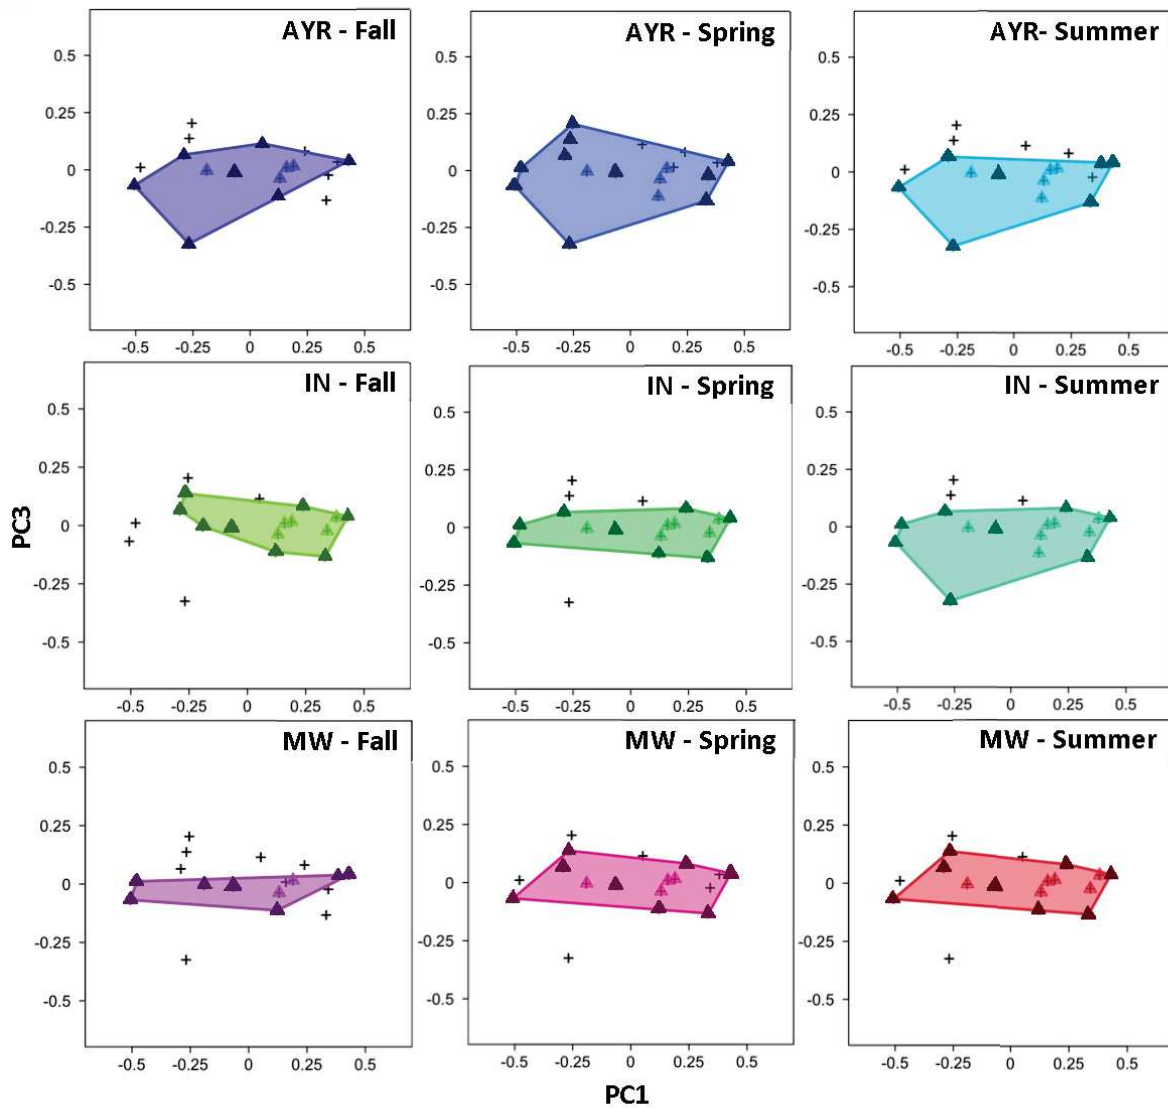 AYR - Fall
AYR - Spring
AYR- Summer
0.5 0.5 0.5
0.25 0.25 0.25
0 0 0
-0.25 -0.25 -0.25
-0.5 -0.5 -0.5
-0.5 -0.25 0 0.25 0.5 -0.5 -0.25 0 0.25 0.5 -0.5 -0.25 0 0.25 0.5
IN - Fall
IN - Spring
IN - Summer
0.5 0.5 0.5
0.25 0.25 0.25
PC3
0 0 0
-0.25 -0.25 -0.25
-0.5 -0.5 -0.5
-0.5 -0.25 0 0.25 0.5 -0.5 -0.25 0 0.25 0.5 -0.5 -0.25 0 0.25 0.5
MW - Fall
MW - Spring
MW - Summer
0.5 0.5 0.5
0.25 0.25 0.25
0 0 0
-0.25 -0.25 -0.25
-0.5 -0.5 -0.5
-0.5 -0.25 0 0.25 0.5 -0.5 -0.25 0 0.25 0.5 -0.5 -0.25 0 0.25 0.5
PC1